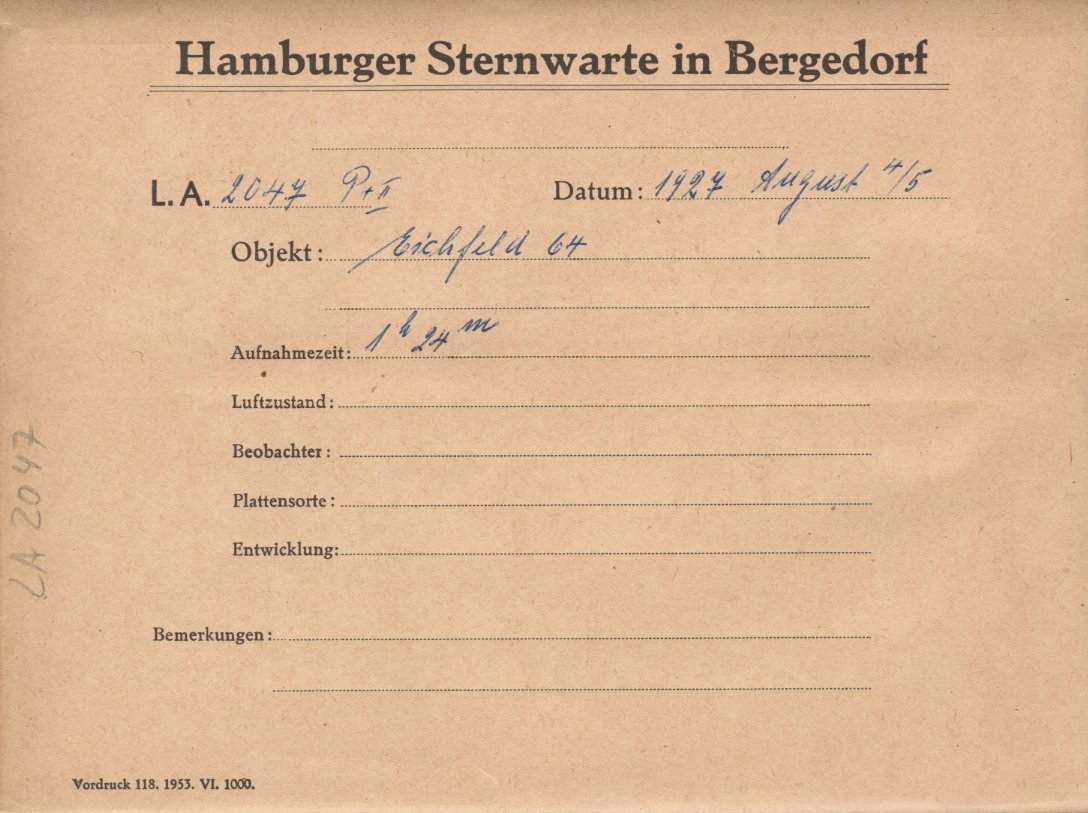 Hamburger Sternwarte in Bergedorf
L. A. 2047 P+II Datum: 1927 August 4/5
Objekt: Eichfeld 64
Aufnahmezeit: 1h 24m
Luftzustand:
Beobachter:
Plattensorte:
Entwicklung:
Bemerkungen:
Vordruck 118. 1953. VI. 1000.
LA 2047